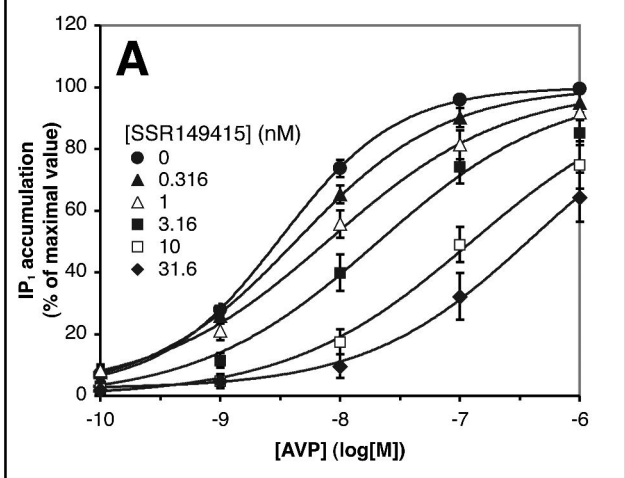 A
120
100
80
60
40
20
0
IP₁ accumulation
(% of maximal value)
[SSR149415] (nM)
0
0.316
1
3.16
10
31.6
-10 -9 -8 -7 -6
[AVP] (log[M])